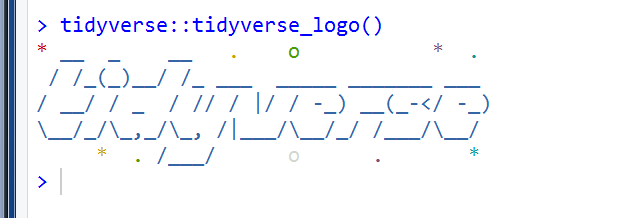 > tidyverse::tidyverse_logo()
* __  _    __   .    o           *  .
 / /_(_)__/ /_ ___  _____ _______ ___
/ __/ / _  / // / |/ / -_) __(_-</ -_)
\__/_/\_,_/\_, /|___/\__/_/ /___/\__/
     *  . /___/      o      .       *
>